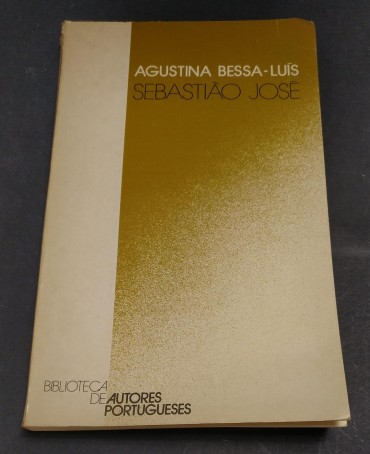 AGUSTINA BESSA-LUÍS
SEBASTIÃO JOSÉ
BIBLIOTECA
DE AUTORES
PORTUGUESES